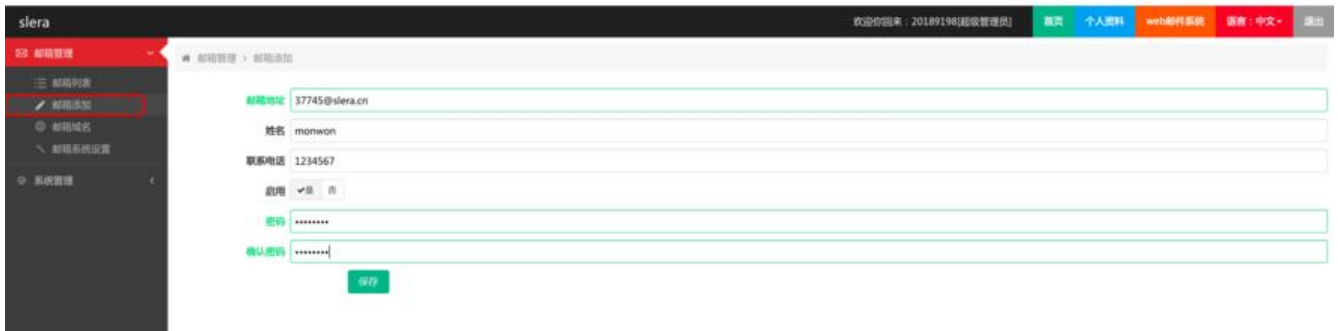 slera
欢迎你回来：20189198[超级管理员]
首页
个人资料
web邮件系统
语言：中文
退出
邮箱管理
邮箱管理 > 邮箱添加
邮箱列表
邮箱添加
邮箱域名
邮箱系统设置
系统管理
邮箱地址 37745@slera.cn
姓名 monwon
联系电话 1234567
启用 是 否
密码 ••••••••
确认密码 ••••••••
保存